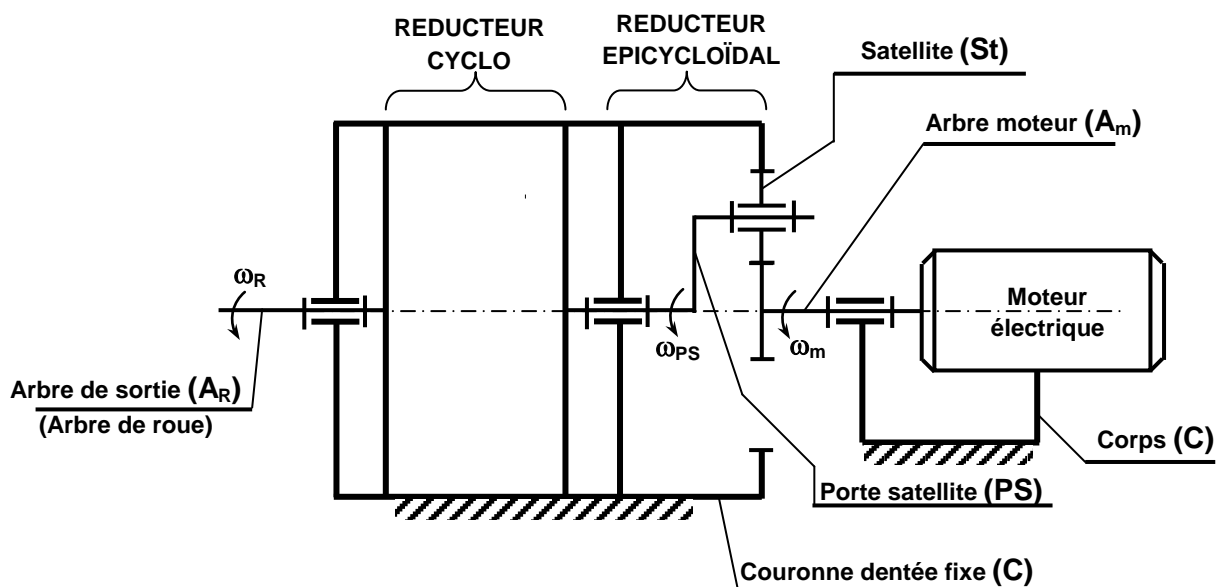 REDUCTEUR
CYCLO
REDUCTEUR
EPICYCLOÏDAL
Satellite (St)
Arbre moteur (Am)
ωR
ωPS
ωm
Moteur
électrique
Arbre de sortie (AR)
(Arbre de roue)
Corps (C)
Porte satellite (PS)
Couronne dentée fixe (C)